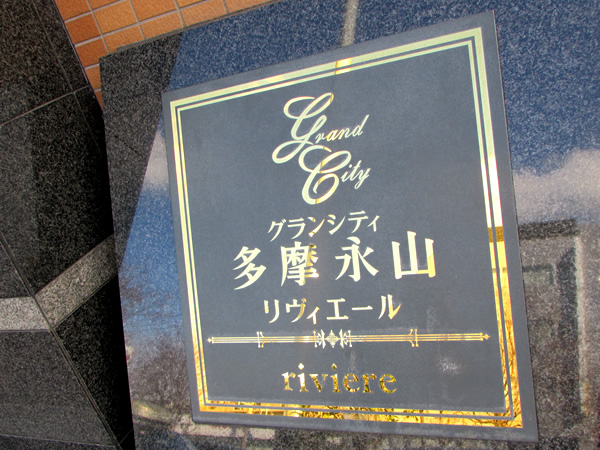 Grand
City
グランシティ
多摩永山
リヴィエール
riviere